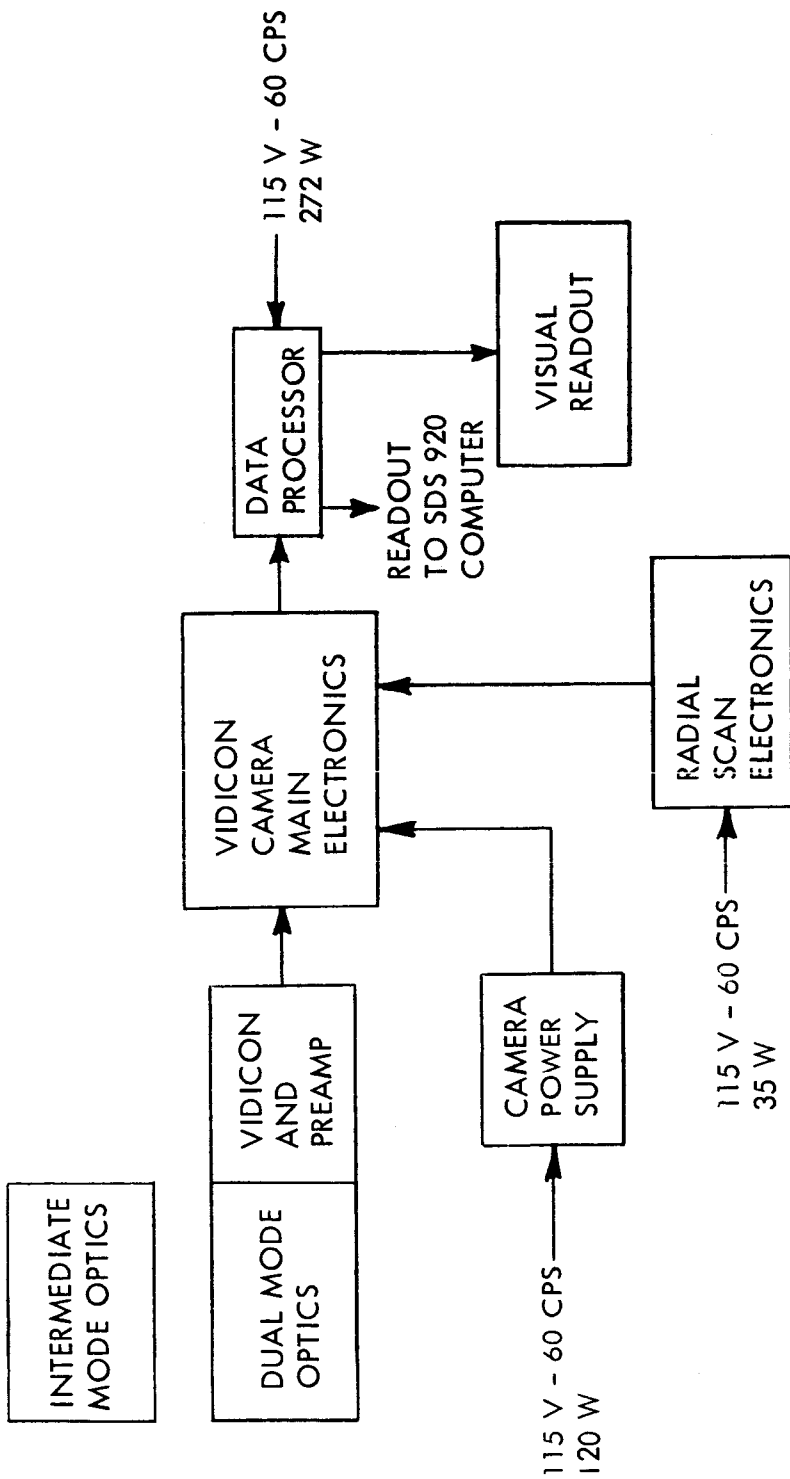 INTERMEDIATE
MODE OPTICS
DUAL MODE
OPTICS
VIDICON
AND
PREAMP
VIDICON
CAMERA
MAIN
ELECTRONICS
DATA
PROCESSOR
115 V - 60 CPS
272 W
READOUT
TO SDS 920
COMPUTER
VISUAL
READOUT
115 V - 60 CPS
120 W
CAMERA
POWER
SUPPLY
115 V - 60 CPS
35 W
RADIAL
SCAN
ELECTRONICS